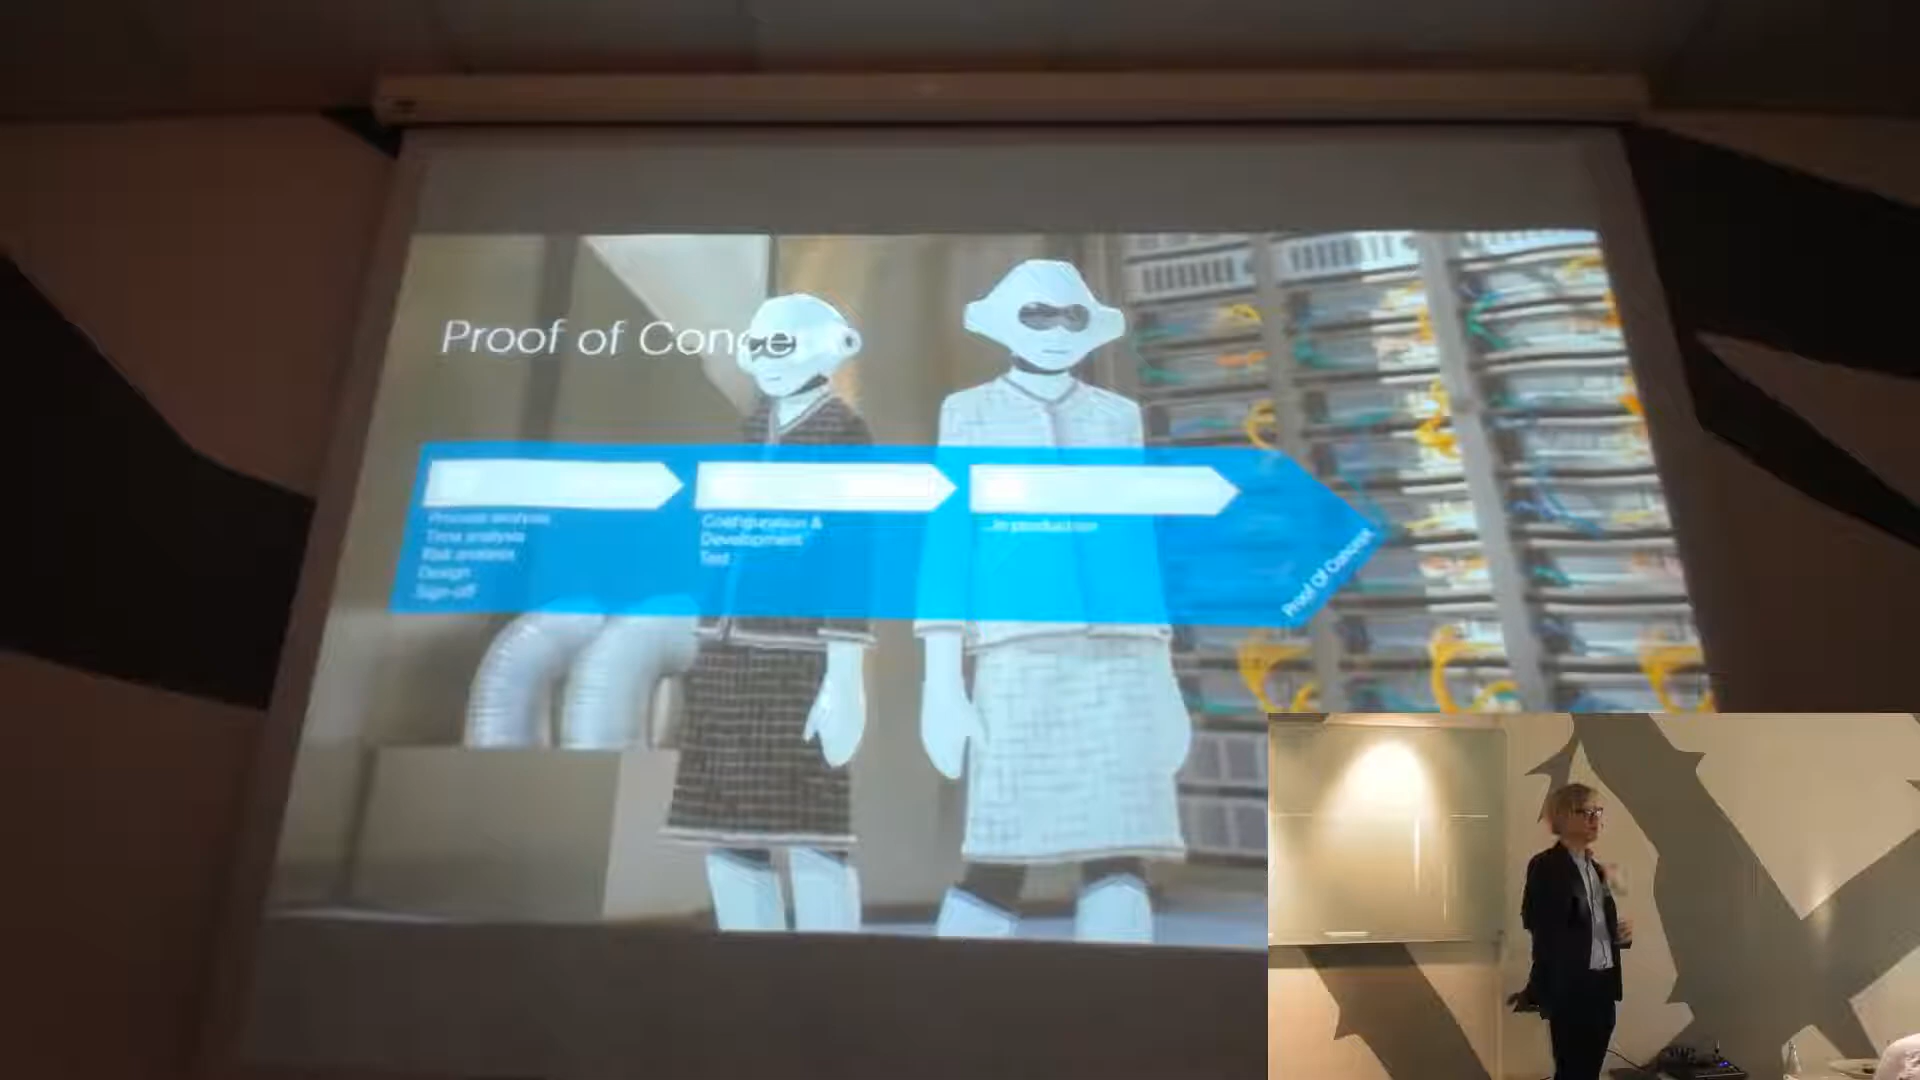 Proof of Conce
Process analysis
Time analysis
Risk analysis
Design
Sign-off
Configuration &
Development
Test
...in production
Proof Of Concept